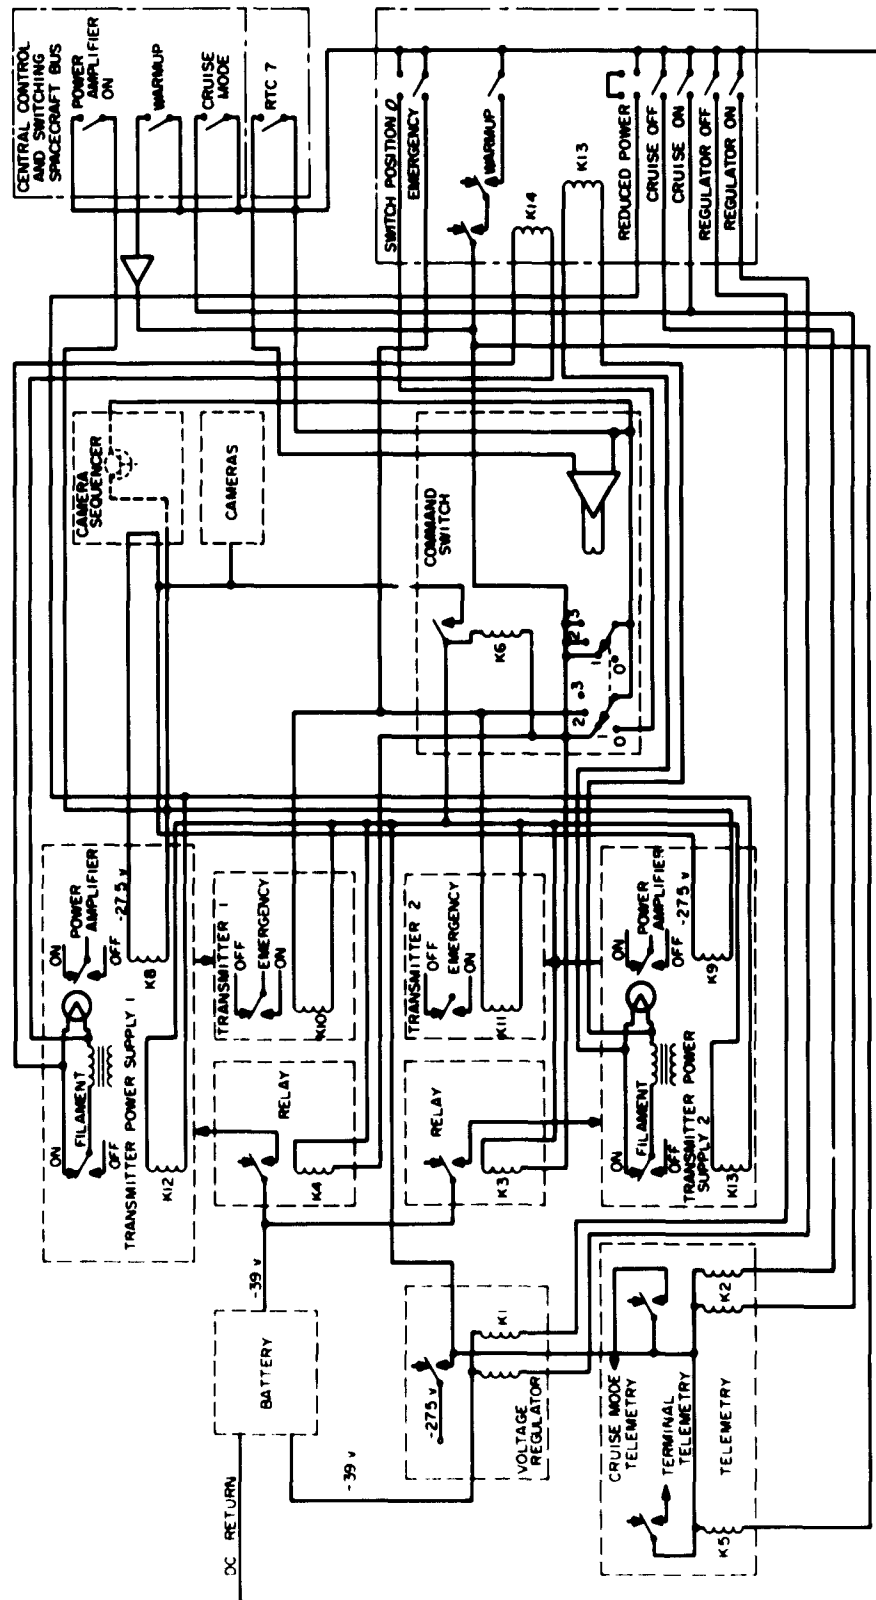 CENTRAL CONTROL
AND SWITCHING
SPACECRAFT BUS
POWER
AMPLIFIER
ON
WARMUP
CRUISE
MODE
RTC 7
SWITCH POSITION 0
EMERGENCY
WARMUP
K14
K13
REDUCED POWER
CRUISE OFF
CRUISE ON
REGULATOR OFF
REGULATOR ON
CAMERA
SEQUENCER
CAMERAS
COMMAND
SWITCH
K6
2
3
1
0
2
3
1
0
ON
POWER
AMPLIFIER
OFF
-27.5 v
K8
ON
FILAMENT
OFF
K12
TRANSMITTER POWER SUPPLY 1
TRANSMITTER 1
OFF
EMERGENCY
ON
K10
RELAY
K4
TRANSMITTER 2
OFF
EMERGENCY
ON
K11
RELAY
K3
ON
POWER
AMPLIFIER
OFF
-27.5 v
K9
ON
FILAMENT
OFF
TRANSMITTER POWER
SUPPLY 2
K13
-39 v
BATTERY
DC RETURN
-39 v
-27.5 v
K1
VOLTAGE
REGULATOR
CRUISE MODE
TELEMETRY
TERMINAL
TELEMETRY
TELEMETRY
K2
K5